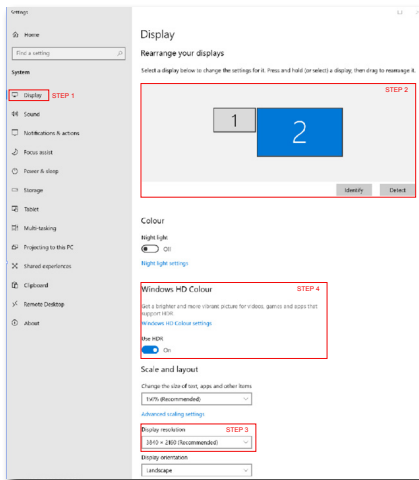 Settings
Home
Find a setting
System
Display STEP 1
Sound
Notifications & actions
Focus assist
Power & sleep
Storage
Tablet
Multi-tasking
Projecting to this PC
Shared experiences
Clipboard
Remote Desktop
About
Display
Rearrange your displays
Select a display below to change the settings for it. Press and hold (or select) a display, then drag to rearrange it.
STEP 2
1
2
Identify Detect
Colour
Night light
Off
Night light settings
STEP 4
Windows HD Colour
Get a brighter and more vibrant picture for videos, games and apps that
support HDR.
Windows HD Colour settings
Use HDR
On
Scale and layout
Change the size of text, apps and other items
150% (Recommended)
Advanced scaling settings
Display resolution STEP 3
3840 × 2160 (Recommended)
Display orientation
Landscape